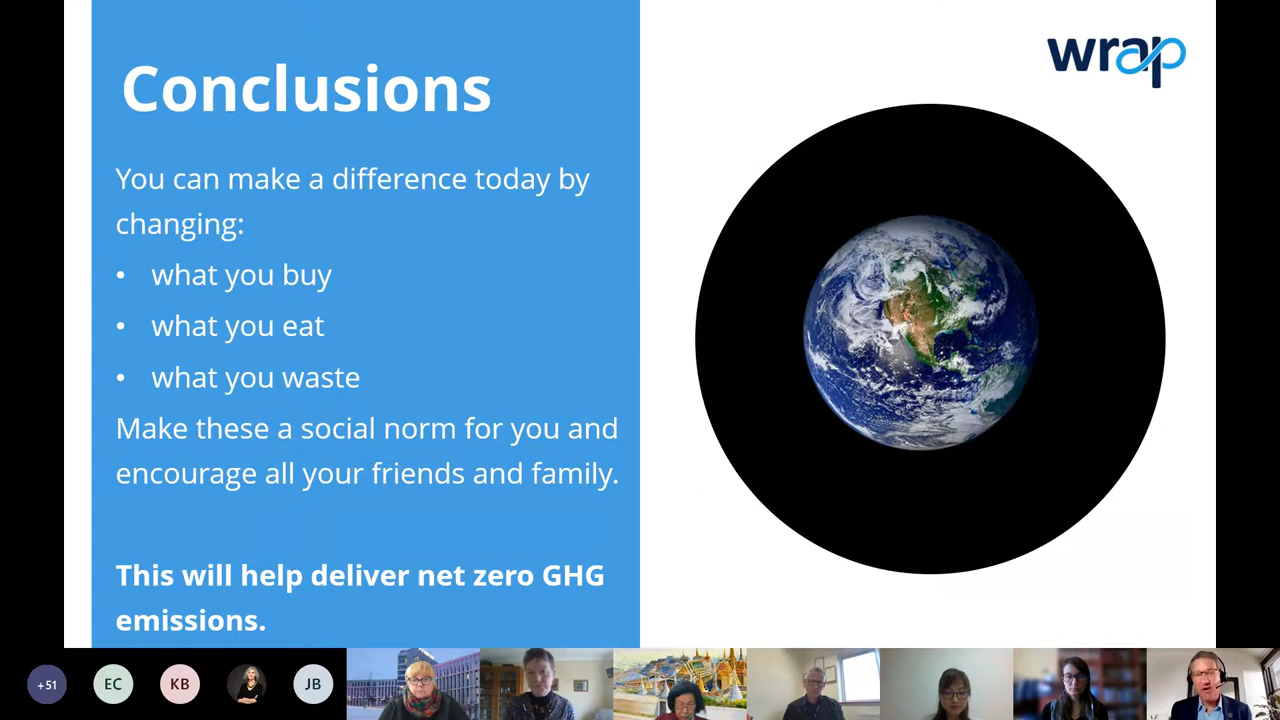 Conclusions
wrap
You can make a difference today by
changing:
• what you buy
• what you eat
• what you waste
Make these a social norm for you and
encourage all your friends and family.
This will help deliver net zero GHG
emissions.
+51
EC
KB
JB